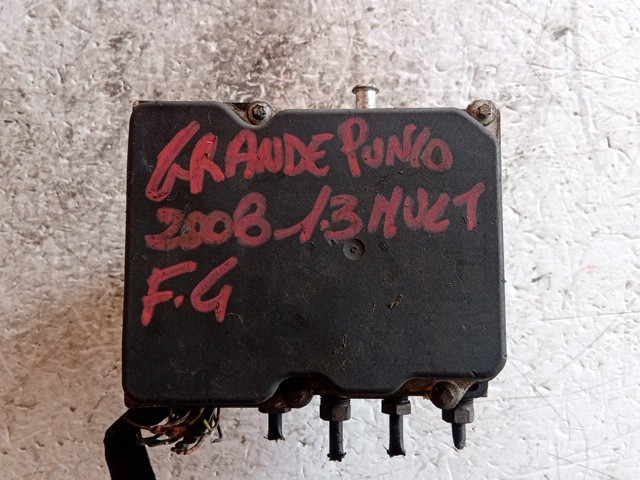 GRANDE PUNTO
2008 1.3 MULT
F.G